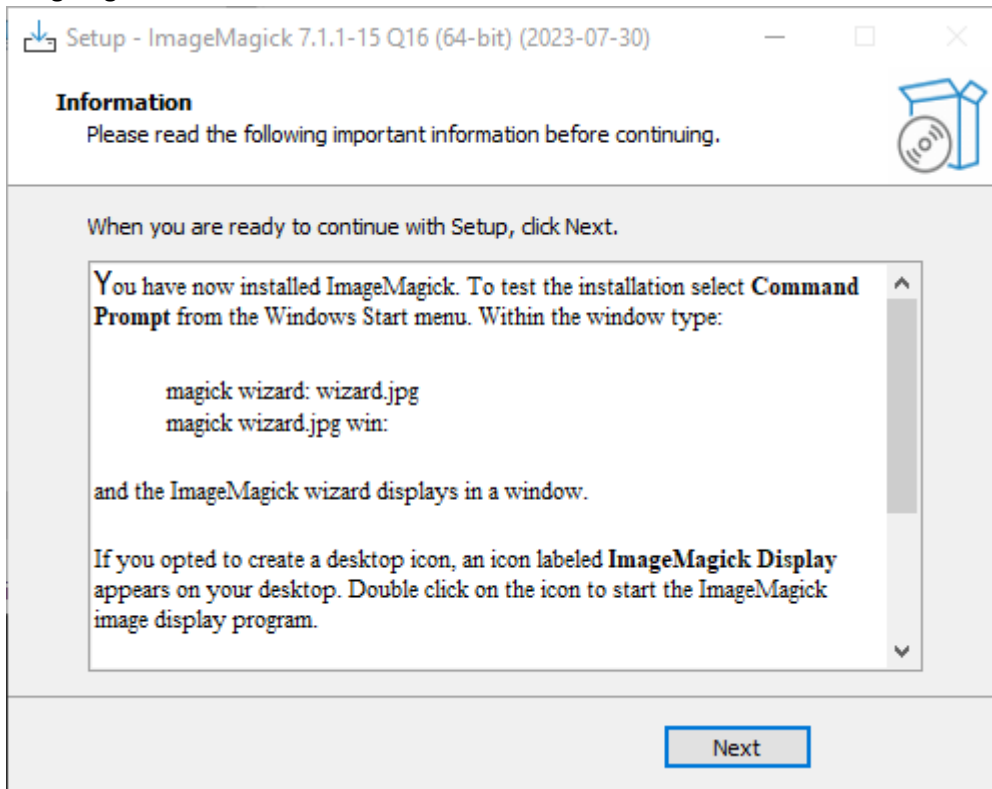 Setup - ImageMagick 7.1.1-15 Q16 (64-bit) (2023-07-30)
Information
Please read the following important information before continuing.
When you are ready to continue with Setup, click Next.
You have now installed ImageMagick. To test the installation select Command
Prompt from the Windows Start menu. Within the window type:
magick wizard: wizard.jpg
magick wizard.jpg win:
and the ImageMagick wizard displays in a window.
If you opted to create a desktop icon, an icon labeled ImageMagick Display
appears on your desktop. Double click on the icon to start the ImageMagick
image display program.
Next